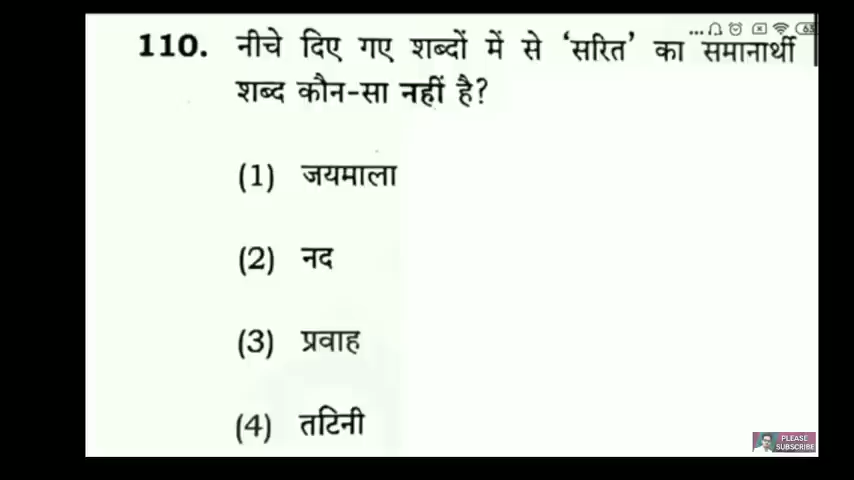 110. नीचे दिए गए शब्दों में से ‘सरित’ का समानार्थी
शब्द कौन-सा नहीं है?
(1) जयमाला
(2) नद
(3) प्रवाह
(4) तटिनी
PLEASE
SUBSCRIBE